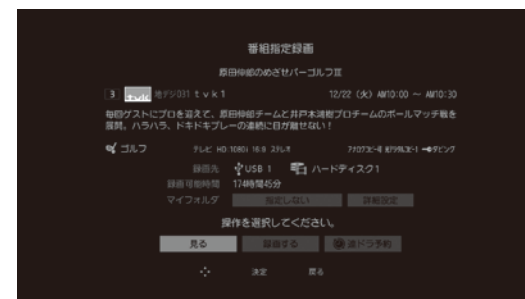 番組指定録画
原田伸郎のめざせパーゴルフⅢ
3 tvk 地デジ031 tvk1 12/22 (火) AM10:00 ~ AM10:30
毎回ゲストにプロを迎えて、原田伸郎チームと井戸木鴻樹プロチームのボールマッチ戦を
展開。ハラハラ、ドキドキプレーの連続に目が離せない!
ゴルフ テレビ HD 1080i 16:9 ステレオ ダビング
録画先 USB 1 ハードディスク1
録画可能時間 174時間45分
マイフォルダ 指定しない 詳細設定
操作を選択してください。
見る 録画する 連ドラ予約
決定 戻る